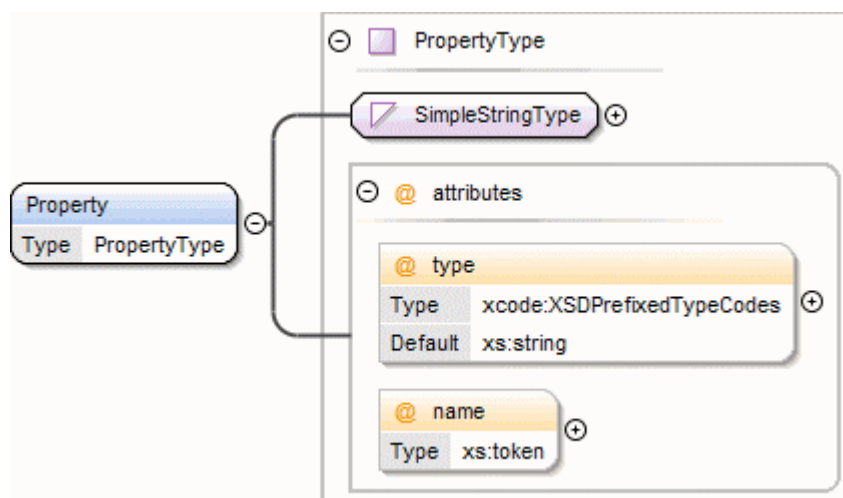 PropertyType
SimpleStringType
@ attributes
Property
Type PropertyType
@ type
Type xcode:XSDPrefixedTypeCodes
Default xs:string
@ name
Type xs:token